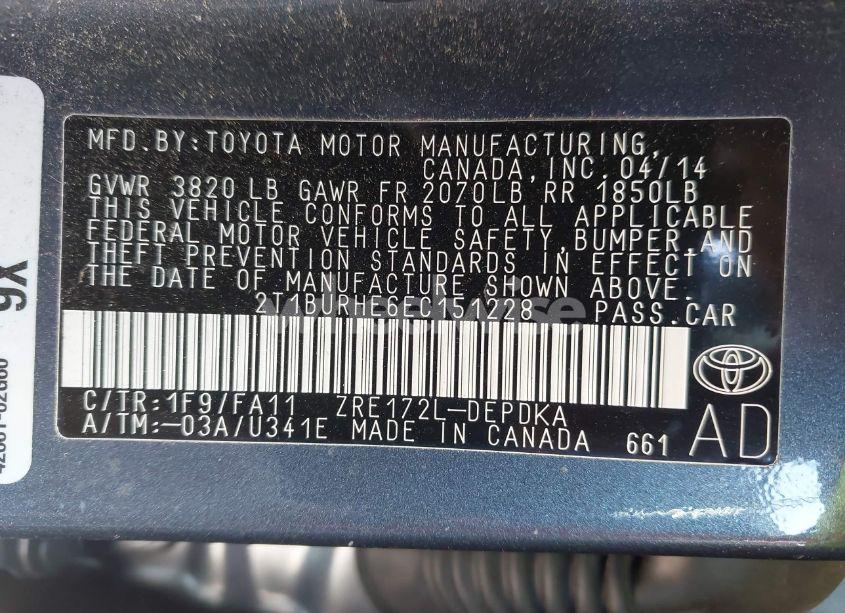 MFD.BY:TOYOTA MOTOR MANUFACTURING,
CANADA,INC. 04/14
GVWR 3820 LB GAWR FR 2070LB RR 1850LB
THIS VEHICLE CONFORMS TO ALL APPLICABLE
FEDERAL MOTOR VEHICLE SAFETY,BUMPER,AND
THEFT PREVENTION STANDARDS IN EFFECT ON
THE DATE OF MANUFACTURE SHOWN ABOVE.
PASS.CAR
C/TR:1F9/FA11 ZRE172L-DEPDKA
A/TM:-03A/U341E MADE IN CANADA 661 AD
9X